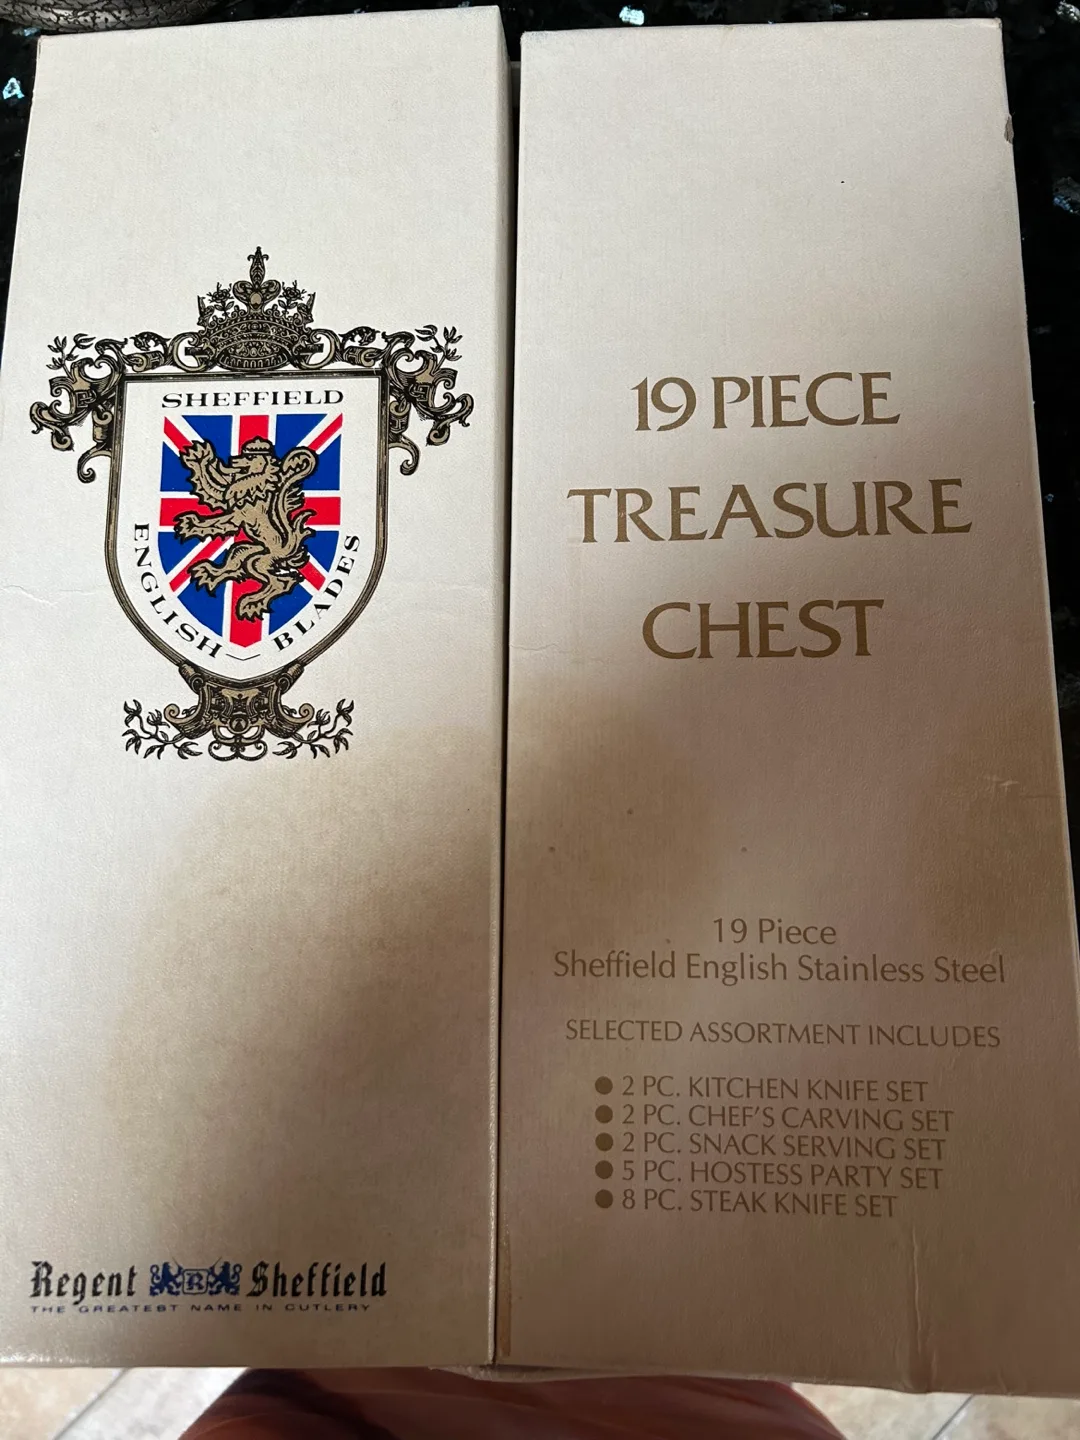 SHEFFIELD
ENGLISH BLADES
Regent R Sheffield
THE GREATEST NAME IN CUTLERY
19 PIECE
TREASURE
CHEST
19 Piece
Sheffield English Stainless Steel
SELECTED ASSORTMENT INCLUDES
● 2 PC. KITCHEN KNIFE SET
● 2 PC. CHEF'S CARVING SET
● 2 PC. SNACK SERVING SET
● 5 PC. HOSTESS PARTY SET
● 8 PC. STEAK KNIFE SET